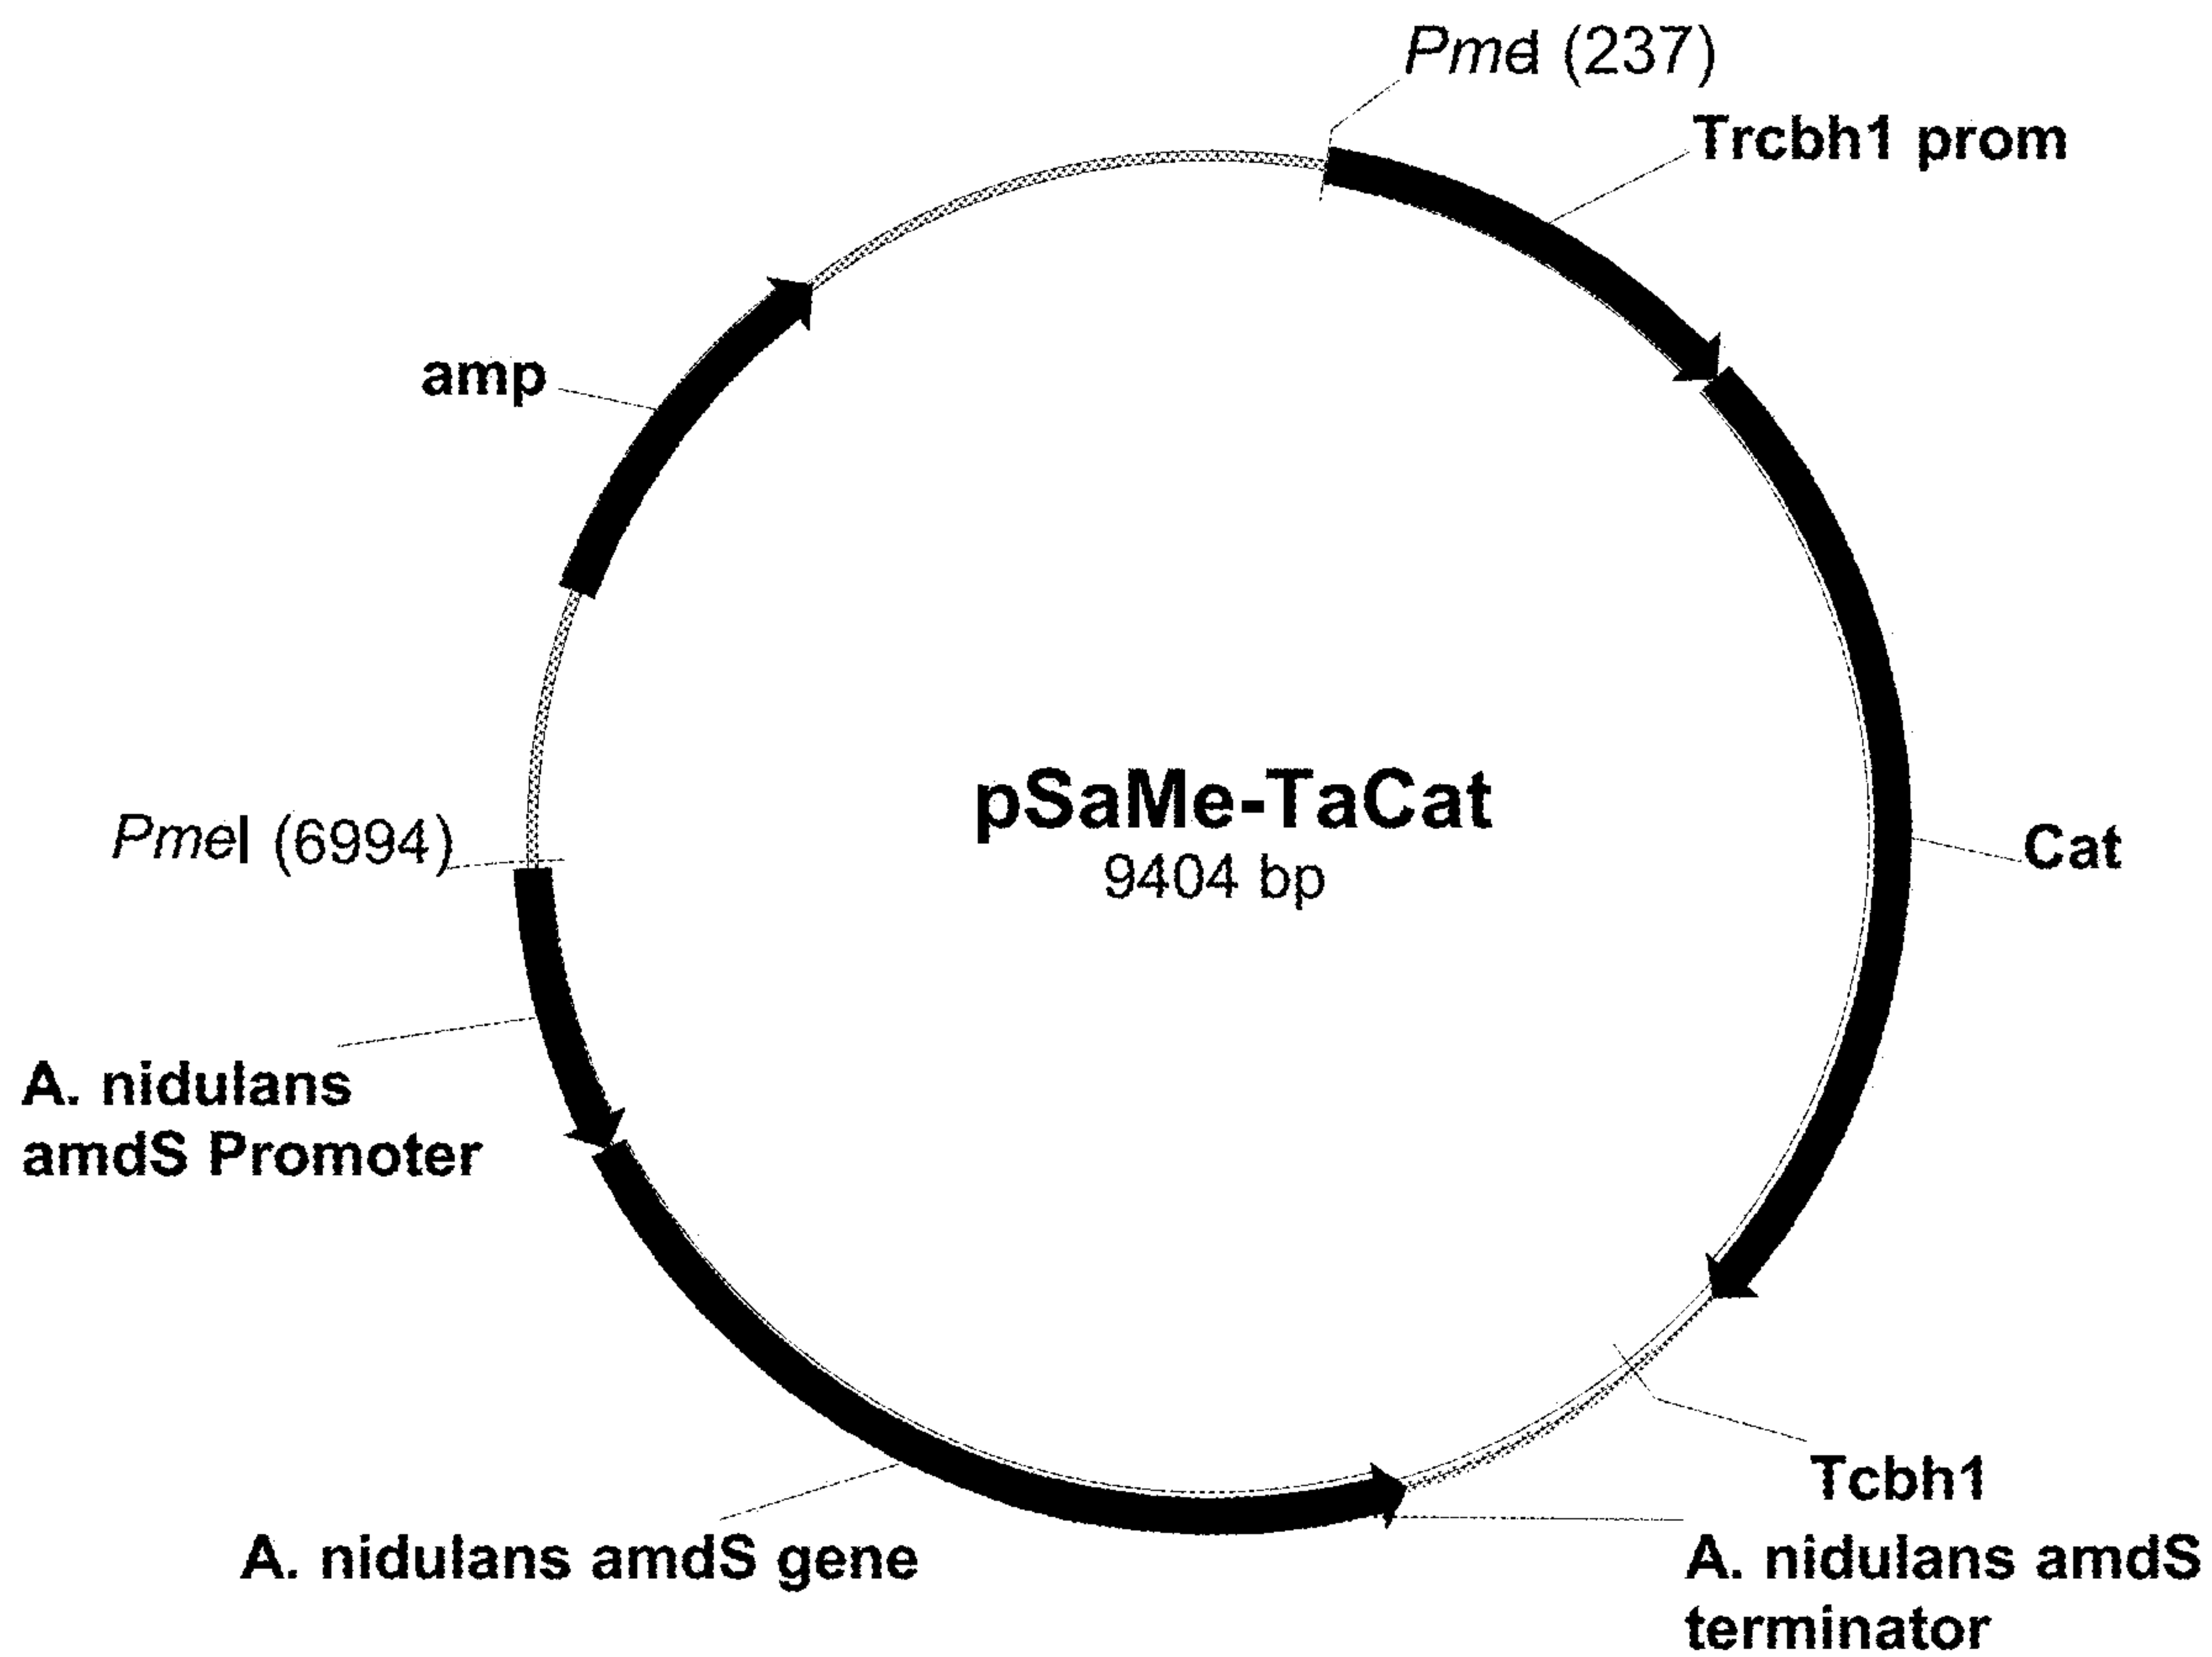 PmeI (237)
Trcbh1 prom
amp
pSaMe-TaCat
9404 bp
PmeI (6994)
Cat
A. nidulans
amdS Promoter
Tcbh1
A. nidulans amdS gene
A. nidulans amdS
terminator